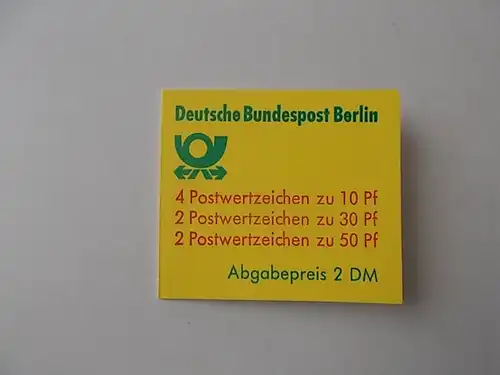 Deutsche Bundespost Berlin
4 Postwertzeichen zu 10 Pf
2 Postwertzeichen zu 30 Pf
2 Postwertzeichen zu 50 Pf
Abgabepreis 2 DM